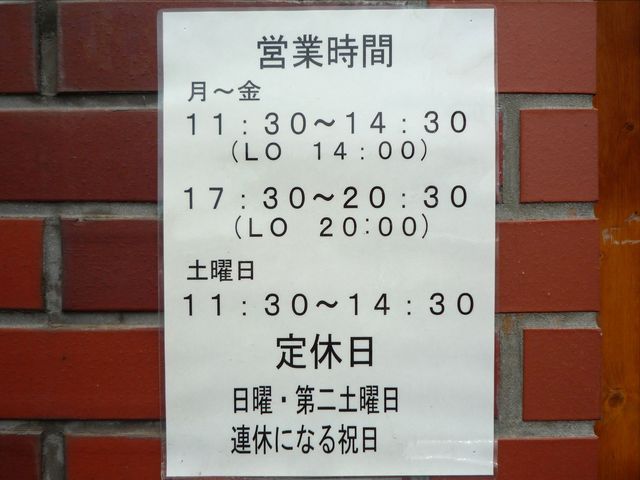 営業時間
月～金
１１：３０～１４：３０
（ＬＯ　１４：００）
１７：３０～２０：３０
（ＬＯ　２０：００）
土曜日
１１：３０～１４：３０
定休日
日曜・第二土曜日
連休になる祝日